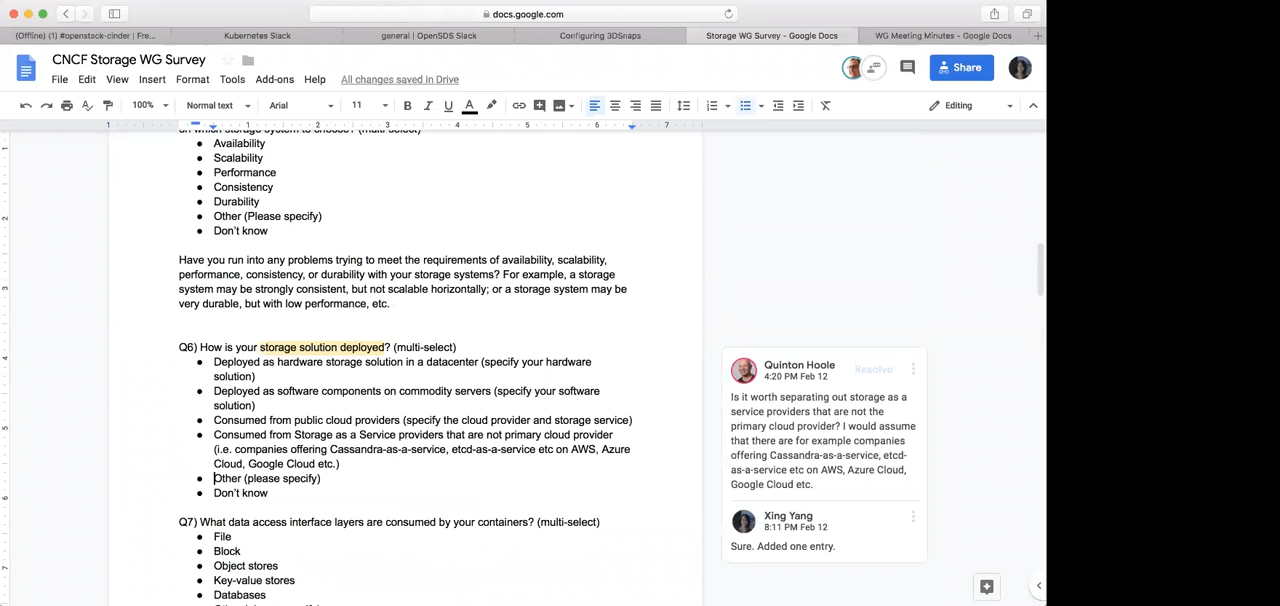 docs.google.com
(Offline) (1) #openstack-cinder | Fre...
Kubernetes Slack
general | OpenSDS Slack
Configuring 3DSnaps
Storage WG Survey - Google Docs
WG Meeting Minutes - Google Docs
CNCF Storage WG Survey
File Edit View Insert Format Tools Add-ons Help All changes saved in Drive
Share
100% Normal text Arial 11 B I U A Editing
1 1 2 3 4 5 6 7
on which storage system to choose? (multi-select)
● Availability
● Scalability
● Performance
● Consistency
● Durability
● Other (Please specify)
● Don't know
Have you run into any problems trying to meet the requirements of availability, scalability,
performance, consistency, or durability with your storage systems? For example, a storage
system may be strongly consistent, but not scalable horizontally; or a storage system may be
very durable, but with low performance, etc.
Q6) How is your storage solution deployed? (multi-select)
● Deployed as hardware storage solution in a datacenter (specify your hardware
solution)
● Deployed as software components on commodity servers (specify your software
solution)
● Consumed from public cloud providers (specify the cloud provider and storage service)
● Consumed from Storage as a Service providers that are not primary cloud provider
(i.e. companies offering Cassandra-as-a-service, etcd-as-a-service etc on AWS, Azure
Cloud, Google Cloud etc.)
● Other (please specify)
● Don't know
Q7) What data access interface layers are consumed by your containers? (multi-select)
● File
● Block
● Object stores
● Key-value stores
● Databases
Quinton Hoole
4:20 PM Feb 12
Resolve
Is it worth separating out storage as a
service providers that are not the
primary cloud provider? I would assume
that there are for example companies
offering Cassandra-as-a-service, etcd-
as-a-service etc on AWS, Azure Cloud,
Google Cloud etc.
Xing Yang
8:11 PM Feb 12
Sure. Added one entry.